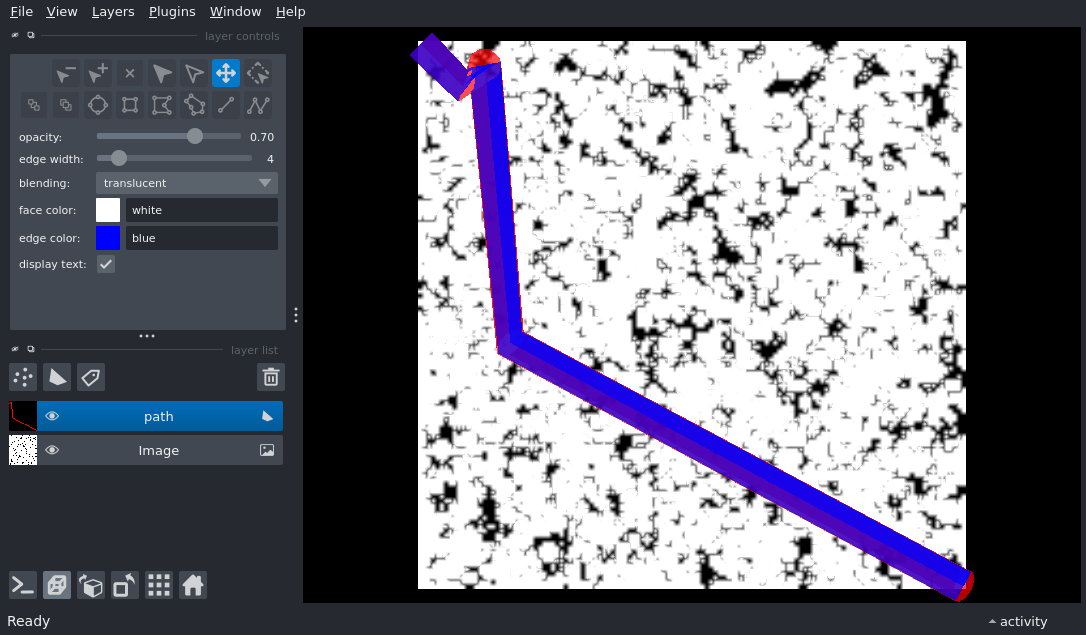 File View Layers Plugins Window Help
layer controls
opacity: 0.70
edge width: 4
blending: translucent
face color: white
edge color: blue
display text:
layer list
path
Image
Ready
activity